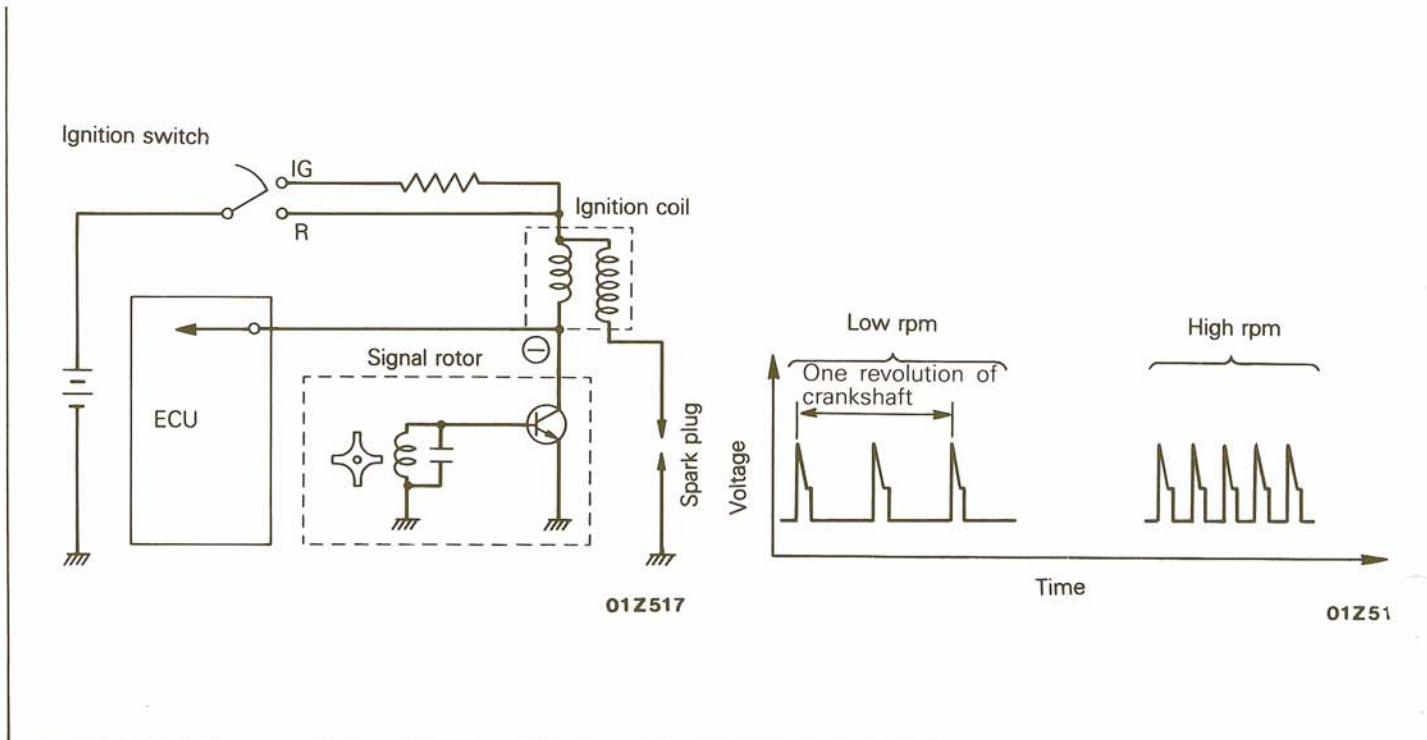 Ignition switch
IG
R
Ignition coil
ECU
Signal rotor
−
Spark plug
01Z517
Low rpm
High rpm
One revolution of
crankshaft
Voltage
Time
01Z51